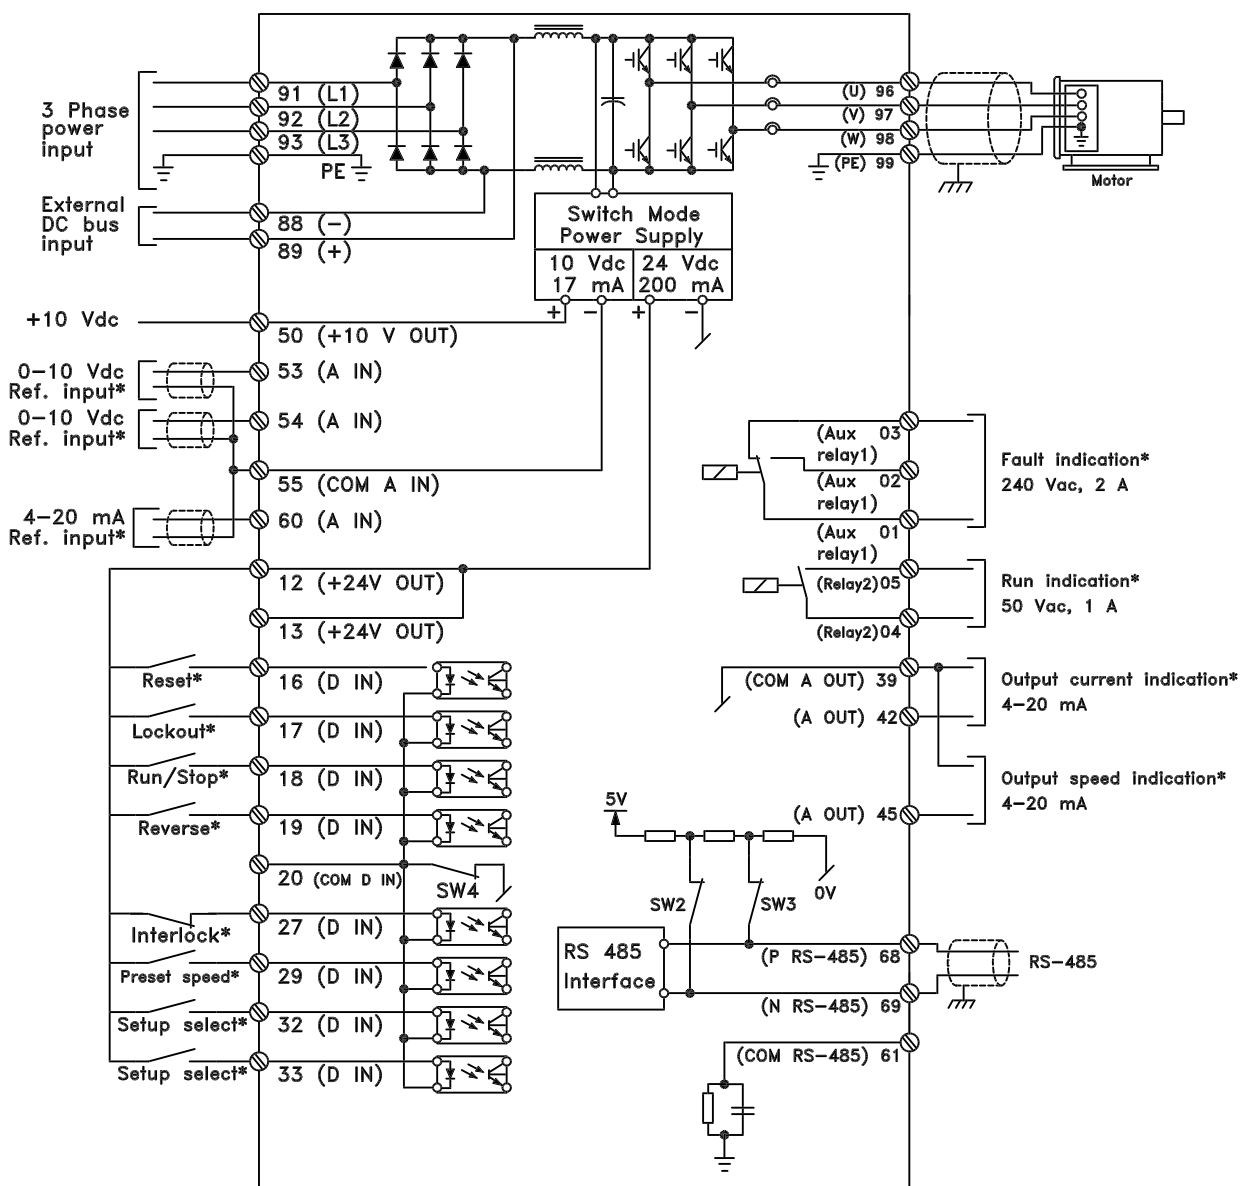 3 Phase
power
input
91 (L1)
92 (L2)
93 (L3)
PE
External
DC bus
input
88 (−)
89 (+)
Switch Mode
Power Supply
10 Vdc
17 mA
24 Vdc
200 mA
+ − + −
(U) 96
(V) 97
(W) 98
(PE) 99
Motor
+10 Vdc
50 (+10 V OUT)
0−10 Vdc
Ref. input*
53 (A IN)
0−10 Vdc
Ref. input*
54 (A IN)
55 (COM A IN)
4−20 mA
Ref. input*
60 (A IN)
12 (+24V OUT)
13 (+24V OUT)
Reset*
16 (D IN)
Lockout*
17 (D IN)
Run/Stop*
18 (D IN)
Reverse*
19 (D IN)
20 (COM D IN)
SW4
Interlock*
27 (D IN)
Preset speed*
29 (D IN)
Setup select*
32 (D IN)
Setup select*
33 (D IN)
(Aux 03
relay1)
(Aux 02
relay1)
(Aux 01
relay1)
Fault indication*
240 Vac, 2 A
(Relay2)05
(Relay2)04
Run indication*
50 Vac, 1 A
(COM A OUT) 39
(A OUT) 42
Output current indication*
4−20 mA
(A OUT) 45
Output speed indication*
4−20 mA
5V
0V
SW2
SW3
RS 485
Interface
(P RS−485) 68
(N RS−485) 69
RS−485
(COM RS−485) 61